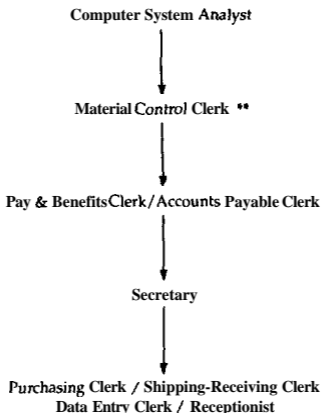 Computer System Analyst
Material Control Clerk **
Pay & Benefits Clerk/Accounts Payable Clerk
Secretary
Purchasing Clerk / Shipping-Receiving Clerk
Data Entry Clerk / Receptionist